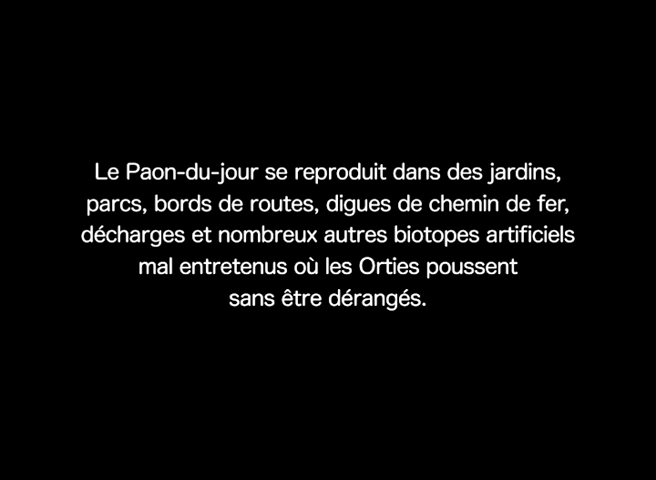 Le Paon-du-jour se reproduit dans des jardins,
parcs, bords de routes, digues de chemin de fer,
décharges et nombreux autres biotopes artificiels
mal entretenus où les Orties poussent
sans être dérangés.